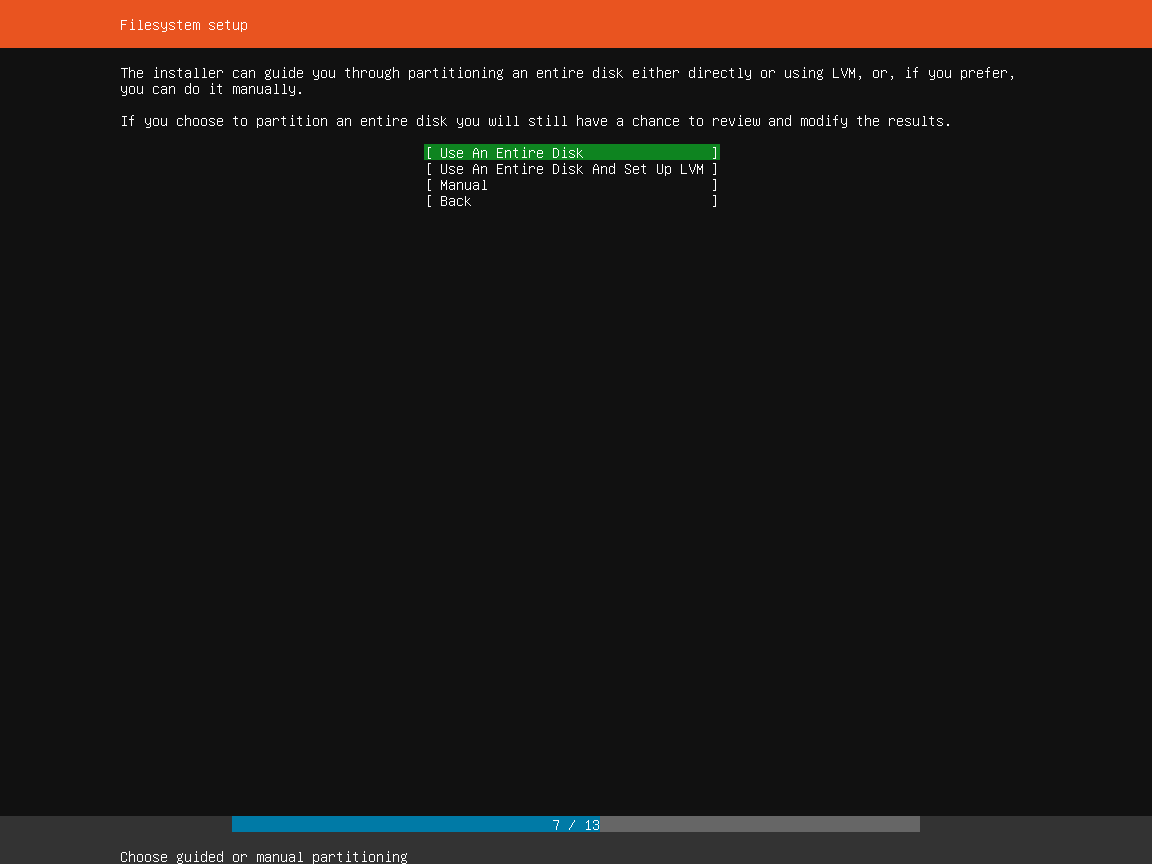 Filesystem setup
The installer can guide you through partitioning an entire disk either directly or using LVM, or, if you prefer,
you can do it manually.
If you choose to partition an entire disk you will still have a chance to review and modify the results.
[ Use An Entire Disk ]
[ Use An Entire Disk And Set Up LVM ]
[ Manual ]
[ Back ]
7 / 13
Choose guided or manual partitioning